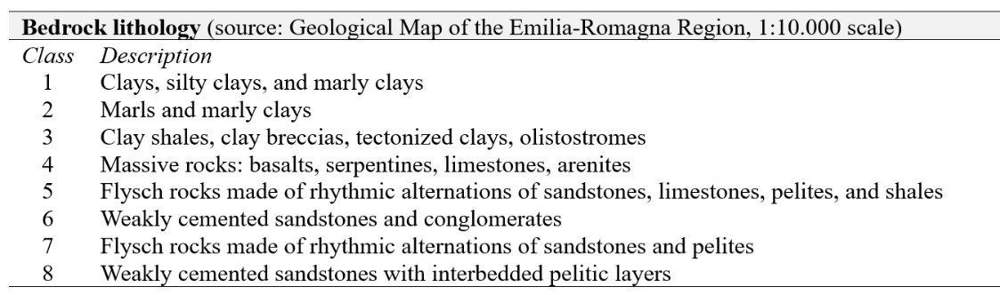 Bedrock lithology (source: Geological Map of the Emilia-Romagna Region, 1:10.000 scale)
Class Description
1 Clays, silty clays, and marly clays
2 Marls and marly clays
3 Clay shales, clay breccias, tectonized clays, olistostromes
4 Massive rocks: basalts, serpentines, limestones, arenites
5 Flysch rocks made of rhythmic alternations of sandstones, limestones, pelites, and shales
6 Weakly cemented sandstones and conglomerates
7 Flysch rocks made of rhythmic alternations of sandstones and pelites
8 Weakly cemented sandstones with interbedded pelitic layers